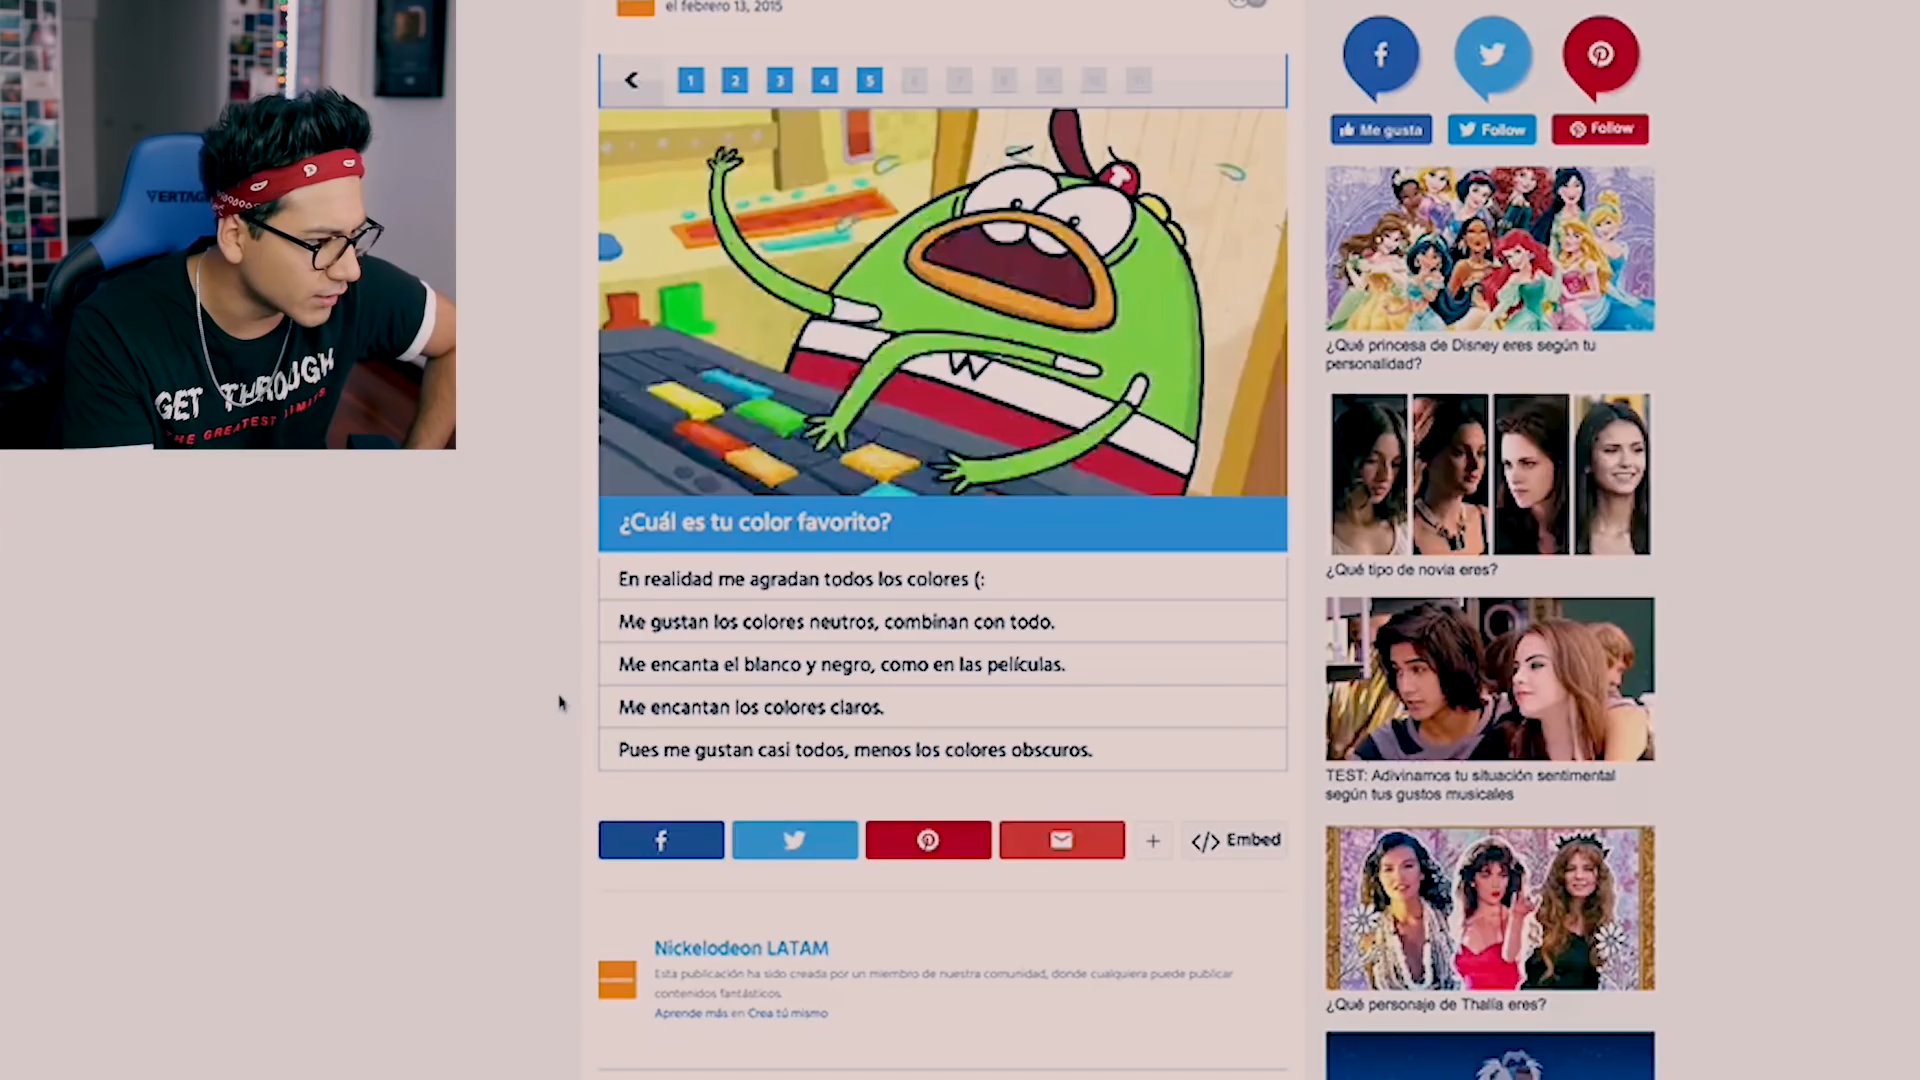 el febrero 13, 2015
1 2 3 4 5
VERTAG
GET THROUGH
THE GREATEST LIMITS
¿Cuál es tu color favorito?
En realidad me agradan todos los colores (:
Me gustan los colores neutros, combinan con todo.
Me encanta el blanco y negro, como en las películas.
Me encantan los colores claros.
Pues me gustan casi todos, menos los colores obscuros.
+ </> Embed
Nickelodeon LATAM
Esta publicación ha sido creada por un miembro de nuestra comunidad, donde cualquiera puede publicar
contenidos fantásticos.
Aprende más en Crea tú mismo
Me gusta Follow Follow
¿Qué princesa de Disney eres según tu
personalidad?
¿Qué tipo de novia eres?
TEST: Adivinamos tu situación sentimental
según tus gustos musicales
¿Qué personaje de Thalía eres?